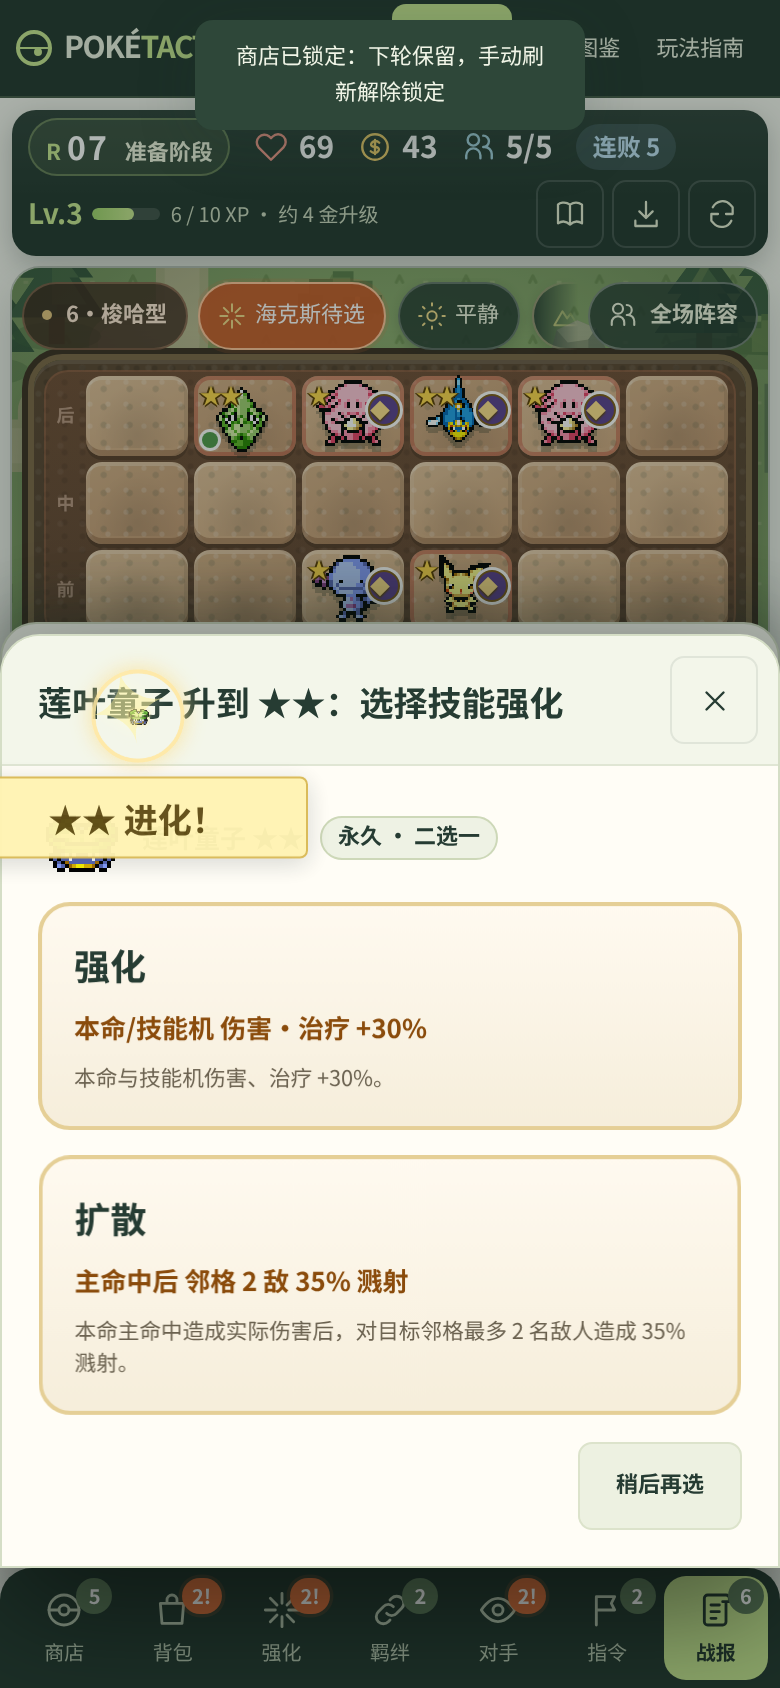 POKÉTAC
图鉴
玩法指南
商店已锁定：下轮保留，手动刷
新解除锁定
R 07 准备阶段
69
43
5/5
连败 5
Lv.3
6 / 10 XP · 约 4 金升级
6·梭哈型
海克斯待选
平静
全场阵容
后
中
前
莲叶童子 升到 ★★：选择技能强化
★★ 进化！
莲叶童子 ★★
永久 · 二选一
强化
本命/技能机 伤害·治疗 +30%
本命与技能机伤害、治疗 +30%。
扩散
主命中后 邻格 2 敌 35% 溅射
本命主命中造成实际伤害后，对目标邻格最多 2 名敌人造成 35%
溅射。
稍后再选
5
2!
2!
2
2!
2
6
商店
背包
强化
羁绊
对手
指令
战报